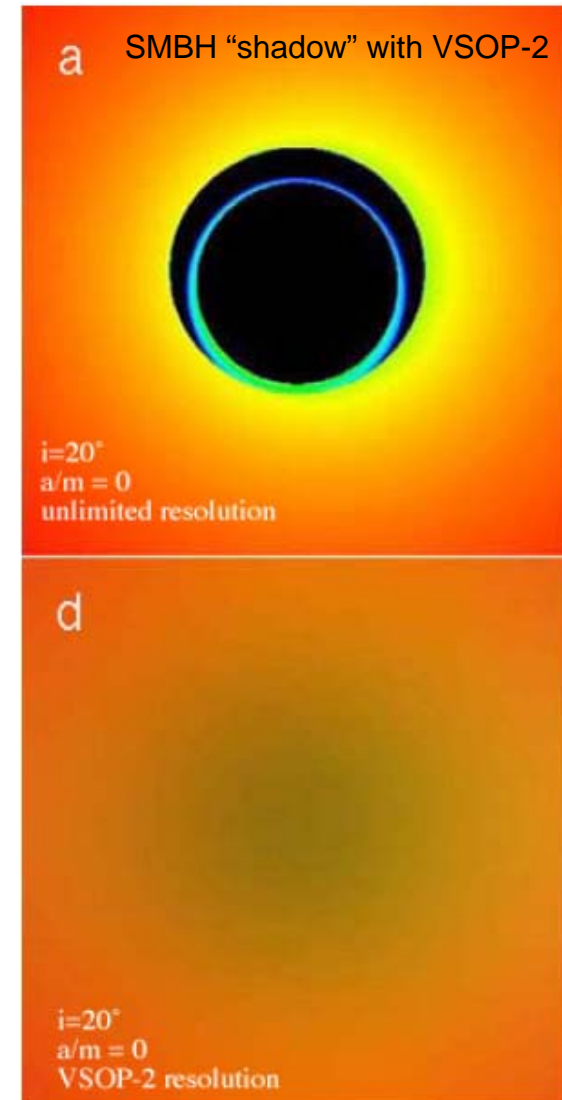 a SMBH “shadow” with VSOP-2
i=20°
a/m = 0
unlimited resolution
d
i=20°
a/m = 0
VSOP-2 resolution